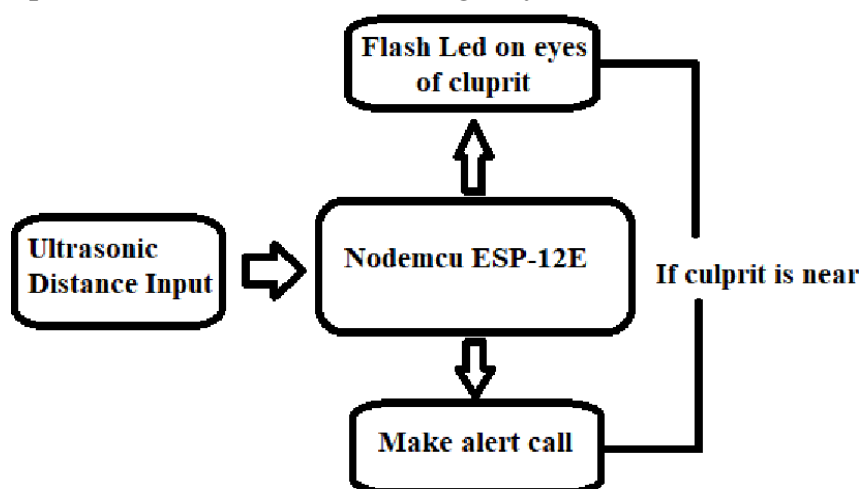 Flash Led on eyes
of cluprit
Ultrasonic
Distance Input
Nodemcu ESP-12E
If culprit is near
Make alert call